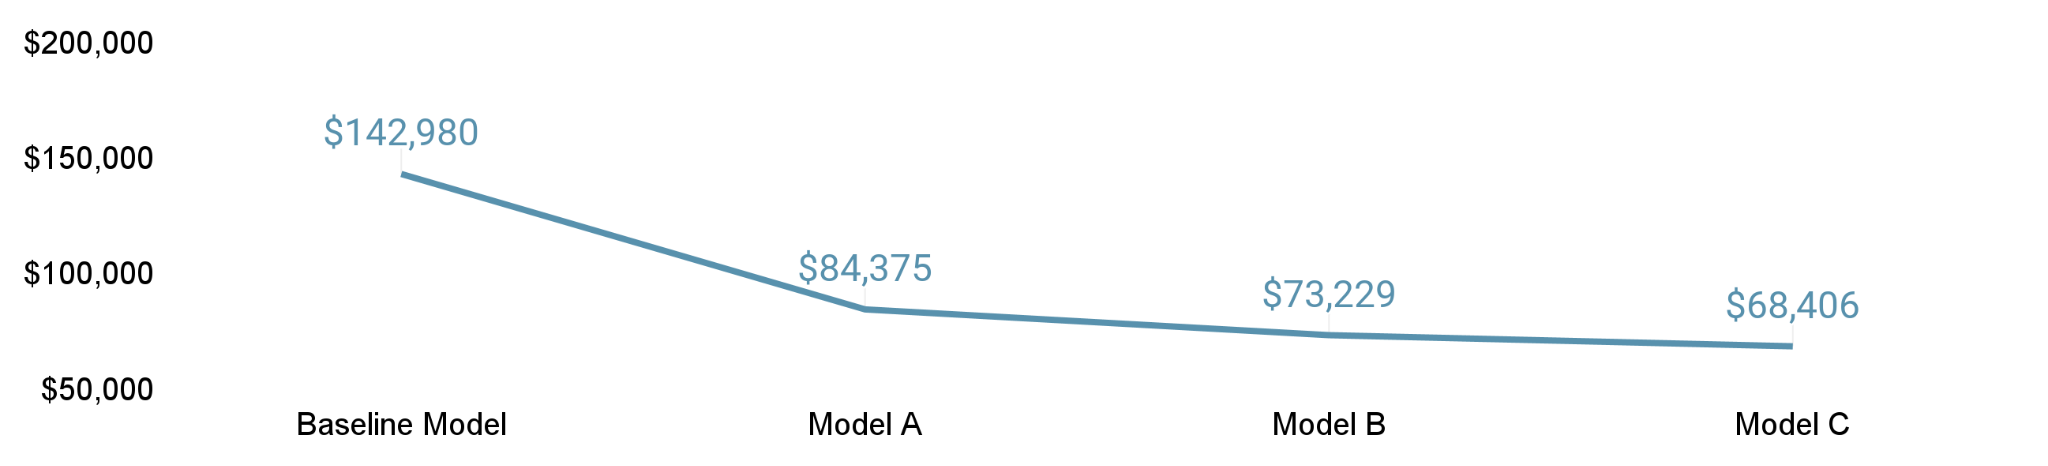 $200,000
$142,980
$150,000
$84,375
$100,000
$73,229
$68,406
$50,000
Baseline Model
Model A
Model B
Model C